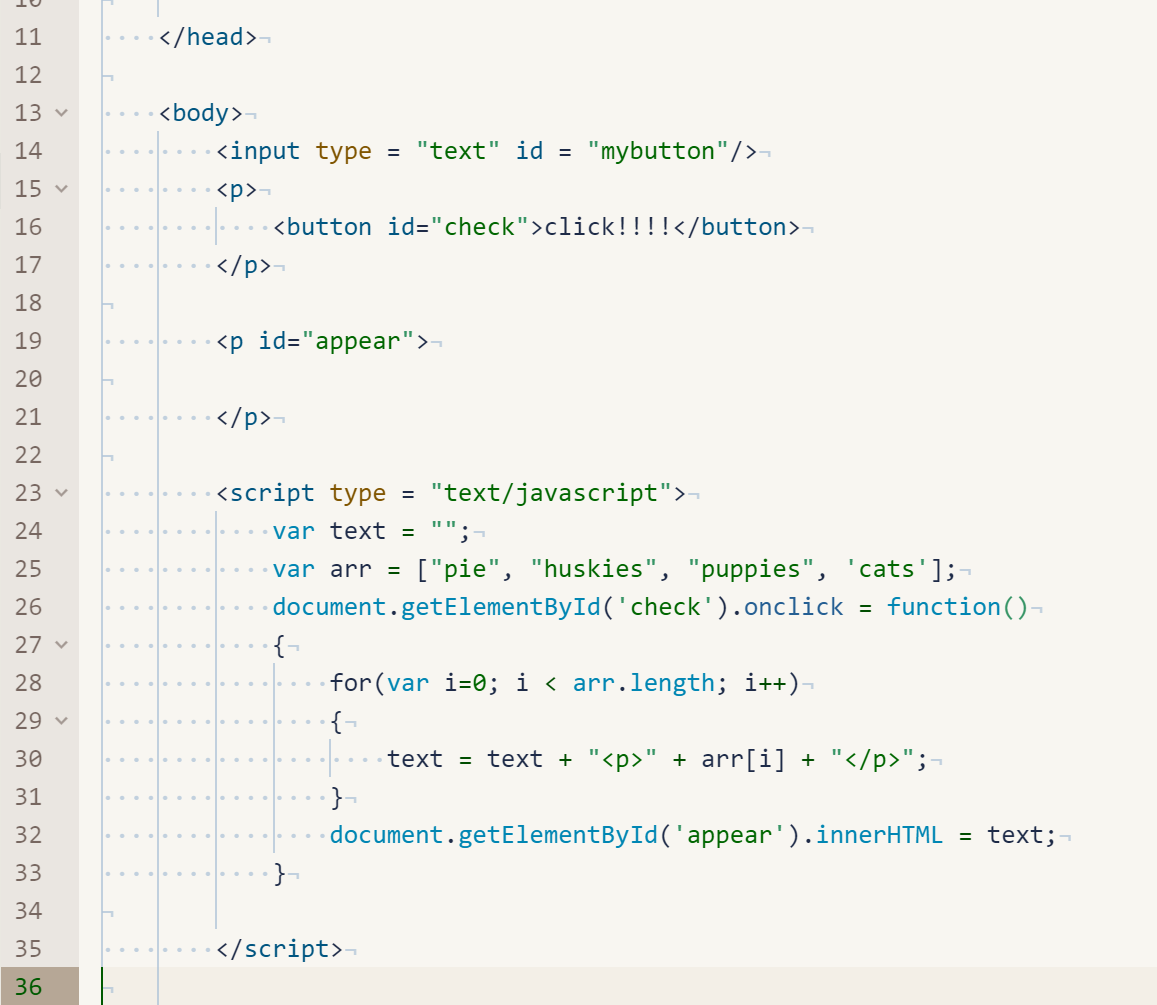 10
11 </head>
12
13 <body>
14 <input type = "text" id = "mybutton"/>
15 <p>
16 <button id="check">click!!!!</button>
17 </p>
18
19 <p id="appear">
20
21 </p>
22
23 <script type = "text/javascript">
24 var text = "";
25 var arr = ["pie", "huskies", "puppies", 'cats'];
26 document.getElementById('check').onclick = function()
27 {
28 for(var i=0; i < arr.length; i++)
29 {
30 text = text + "<p>" + arr[i] + "</p>";
31 }
32 document.getElementById('appear').innerHTML = text;
33 }
34
35 </script>
36